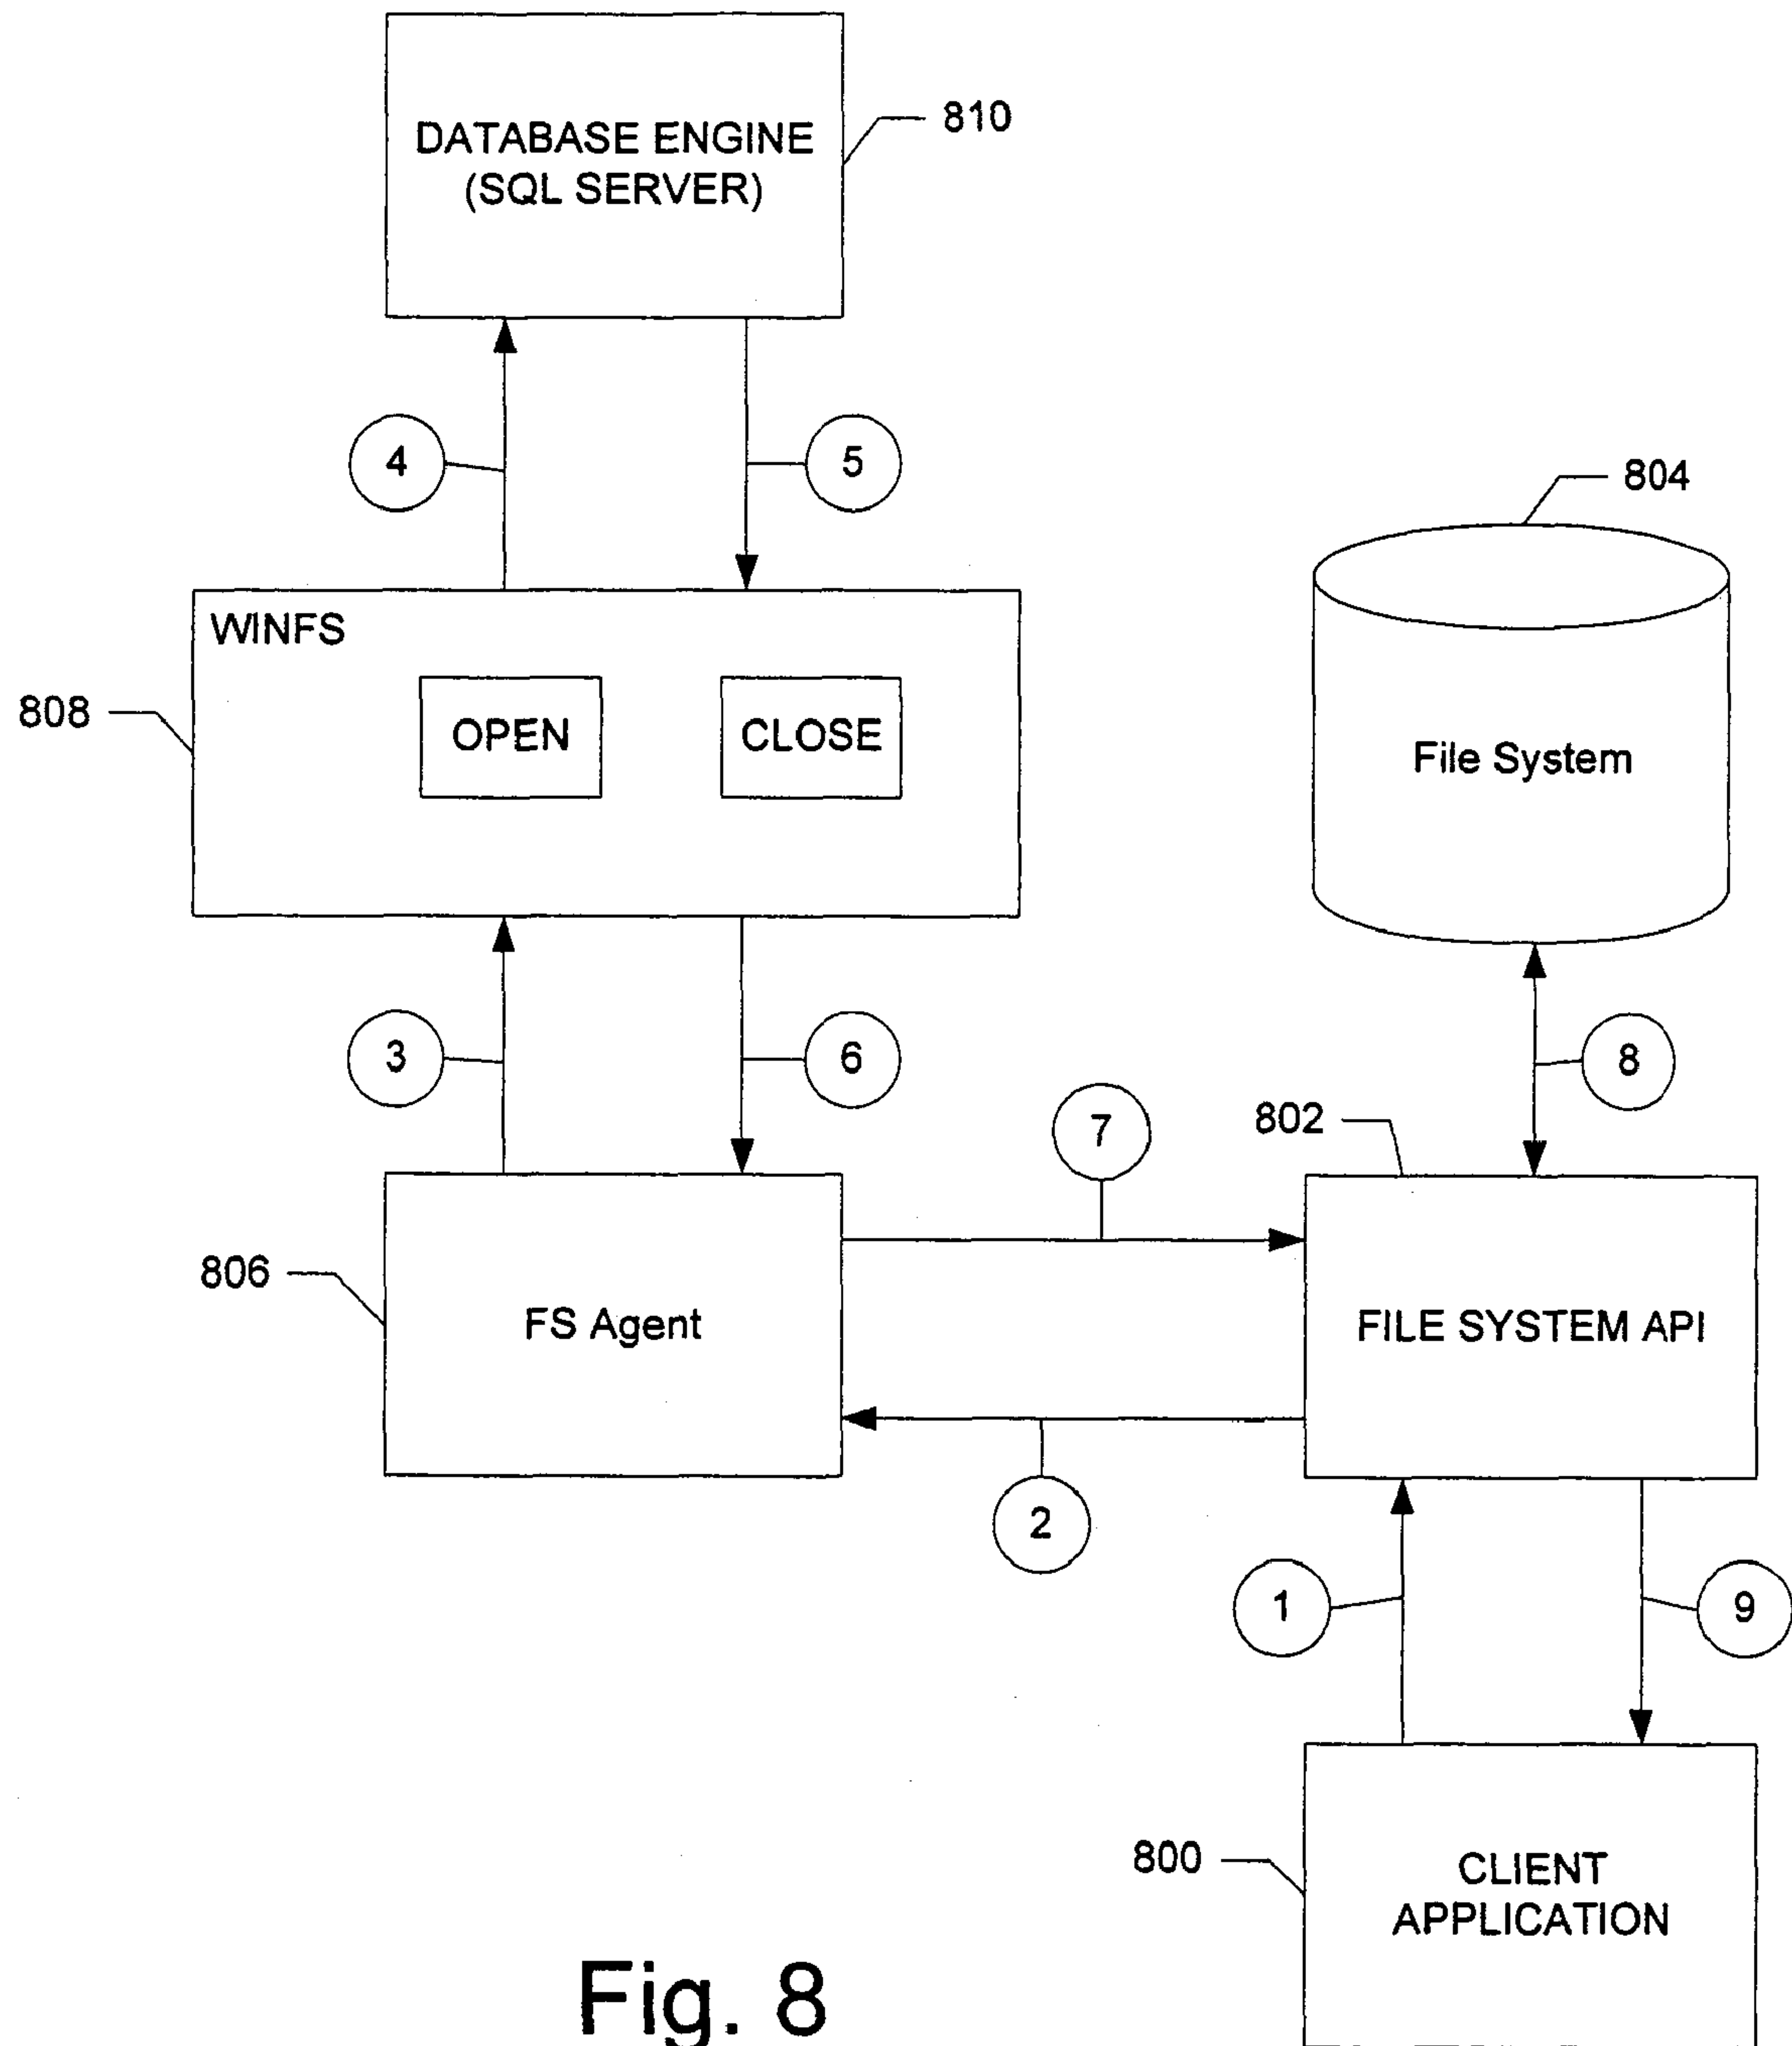 DATABASE ENGINE
(SQL SERVER)
810
4
5
804
WINFS
808
OPEN
CLOSE
File System
3
6
8
7
802
806
FS Agent
FILE SYSTEM API
2
1
9
800
CLIENT
APPLICATION
Fig. 8